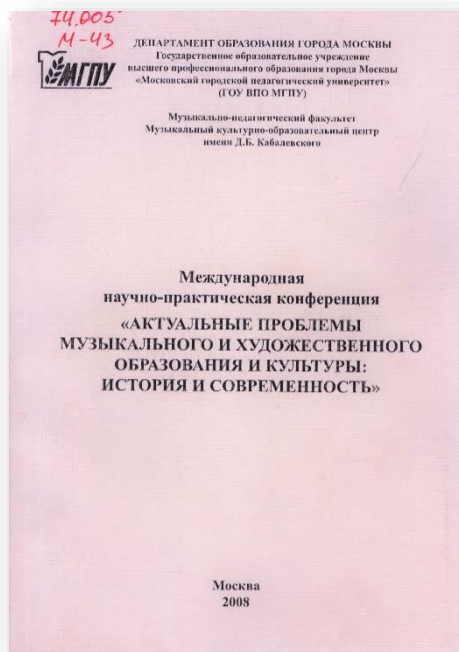 74.005
М-43
МГПУ
ДЕПАРТАМЕНТ ОБРАЗОВАНИЯ ГОРОДА МОСКВЫ
Государственное образовательное учреждение
высшего профессионального образования города Москвы
«Московский городской педагогический университет»
(ГОУ ВПО МГПУ)
Музыкально-педагогический факультет
Музыкальный культурно-образовательный центр
имени Д.Б. Кабалевского
Международная
научно-практическая конференция
«АКТУАЛЬНЫЕ ПРОБЛЕМЫ
МУЗЫКАЛЬНОГО И ХУДОЖЕСТВЕННОГО
ОБРАЗОВАНИЯ И КУЛЬТУРЫ:
ИСТОРИЯ И СОВРЕМЕННОСТЬ»
Москва
2008